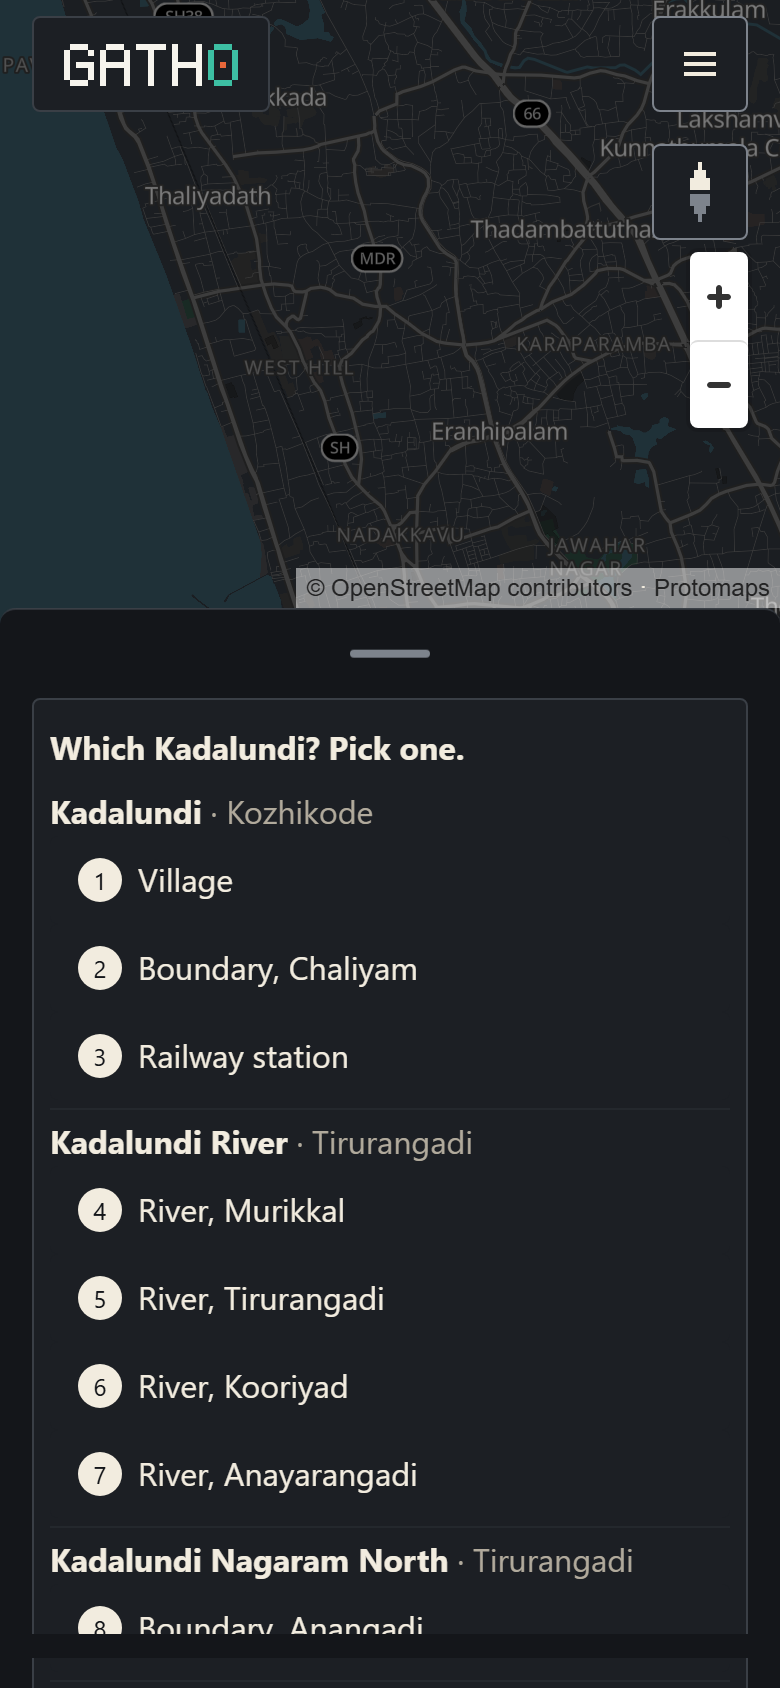 SH38
Erakkulam
GATHO
kkada
66
Lakshamv
Thaliyadath
Thadambattutha
MDR
+
KARAPARAMBA
WEST HILL
−
Eranhipalam
SH
NADAKKAVU
JAWAHAR
NAGAR
© OpenStreetMap contributors · Protomaps
Which Kadalundi? Pick one.
Kadalundi · Kozhikode
1 Village
2 Boundary, Chaliyam
3 Railway station
Kadalundi River · Tirurangadi
4 River, Murikkal
5 River, Tirurangadi
6 River, Kooriyad
7 River, Anayarangadi
Kadalundi Nagaram North · Tirurangadi
8 Boundary, Anangadi